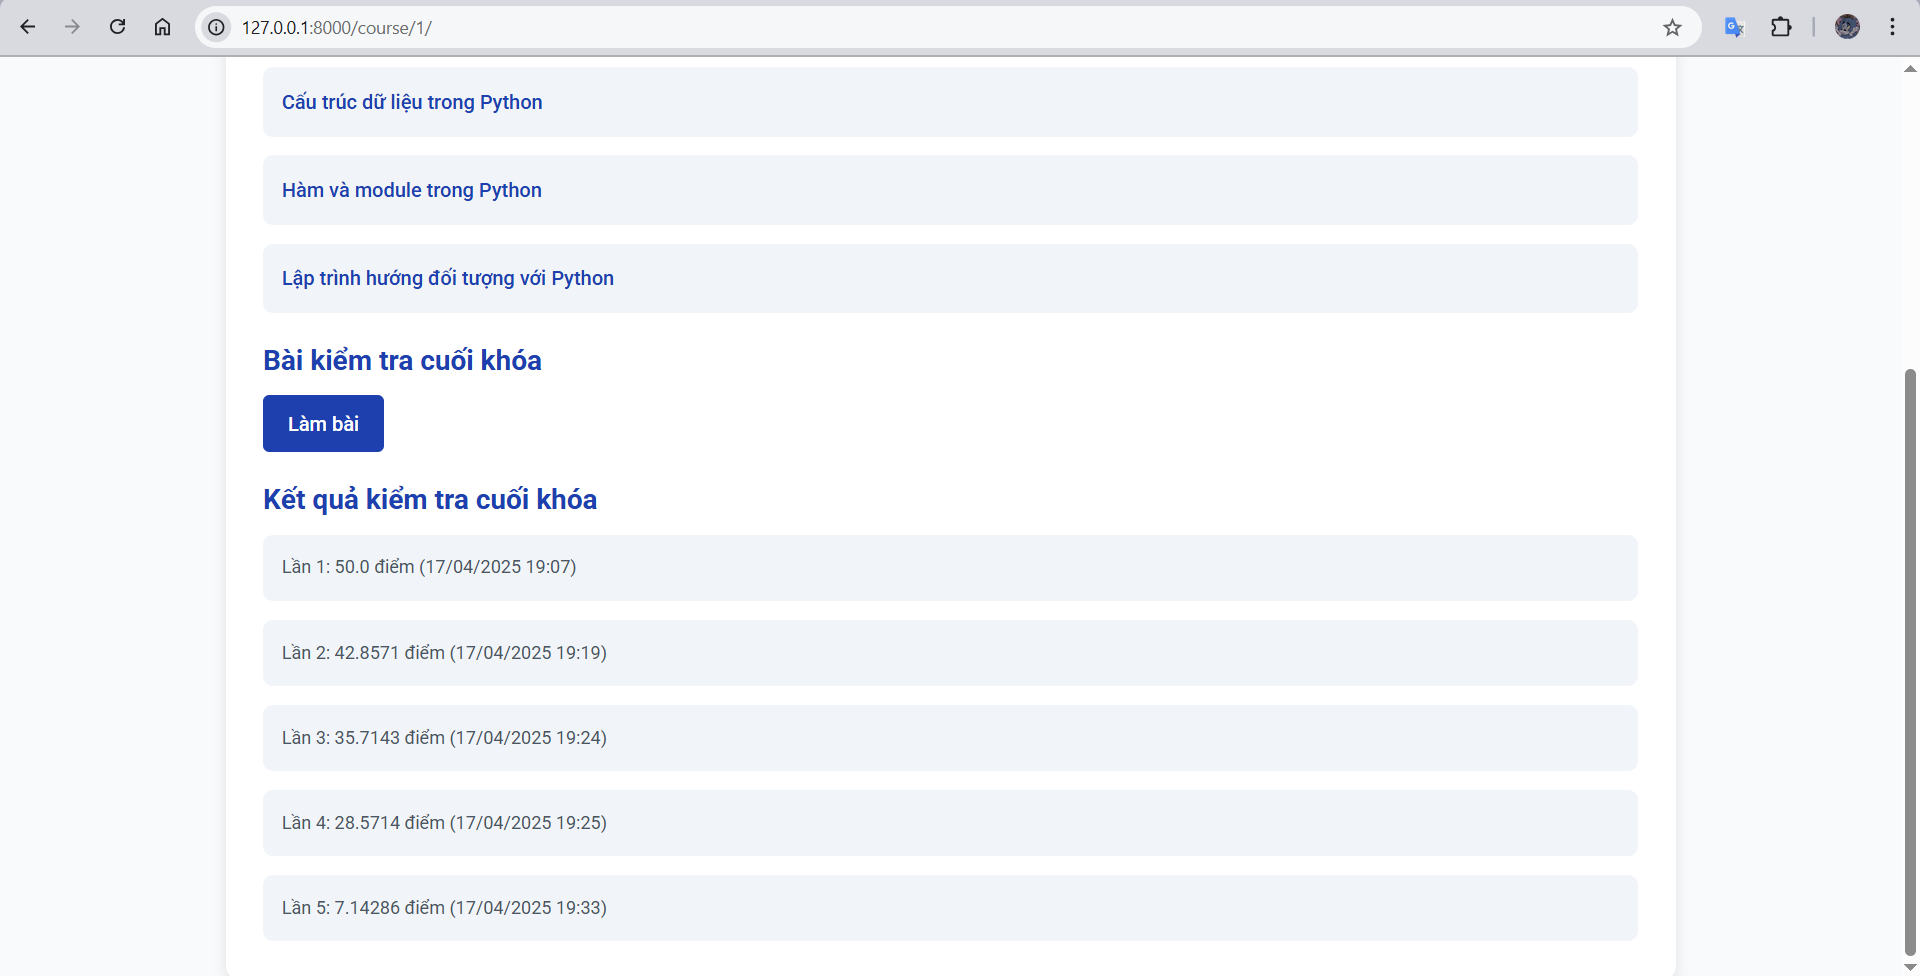 127.0.0.1:8000/course/1/
Cấu trúc dữ liệu trong Python
Hàm và module trong Python
Lập trình hướng đối tượng với Python
Bài kiểm tra cuối khóa
Làm bài
Kết quả kiểm tra cuối khóa
Lần 1: 50.0 điểm (17/04/2025 19:07)
Lần 2: 42.8571 điểm (17/04/2025 19:19)
Lần 3: 35.7143 điểm (17/04/2025 19:24)
Lần 4: 28.5714 điểm (17/04/2025 19:25)
Lần 5: 7.14286 điểm (17/04/2025 19:33)